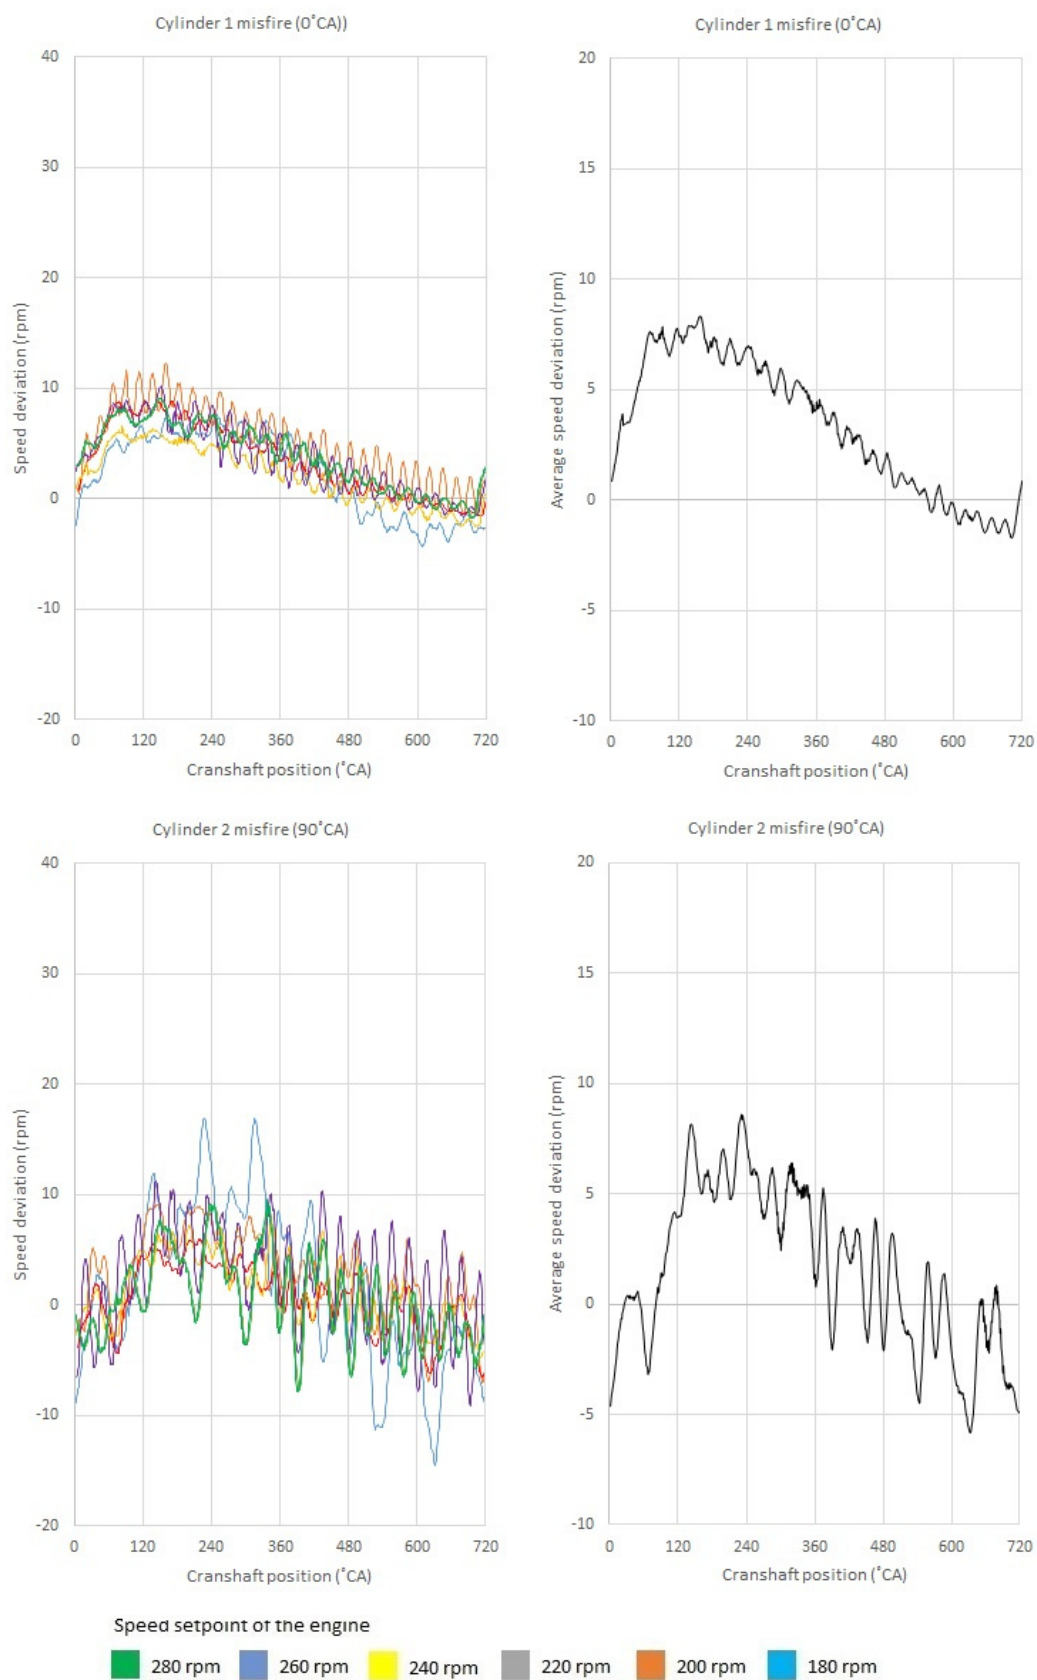 Cylinder 1 misfire (0˚CA))
40
30
20
10
0
-10
-20
Speed deviation (rpm)
0 120 240 360 480 600 720
Cranshaft position (˚CA)
Cylinder 1 misfire (0˚CA)
20
15
10
5
0
-5
-10
Average speed deviation (rpm)
0 120 240 360 480 600 720
Cranshaft position (˚CA)
Cylinder 2 misfire (90˚CA)
40
30
20
10
0
-10
-20
Speed deviation (rpm)
0 120 240 360 480 600 720
Cranshaft position (˚CA)
Cylinder 2 misfire (90˚CA)
20
15
10
5
0
-5
-10
Average speed deviation (rpm)
0 120 240 360 480 600 720
Cranshaft position (˚CA)
Speed setpoint of the engine
280 rpm 260 rpm 240 rpm 220 rpm 200 rpm 180 rpm